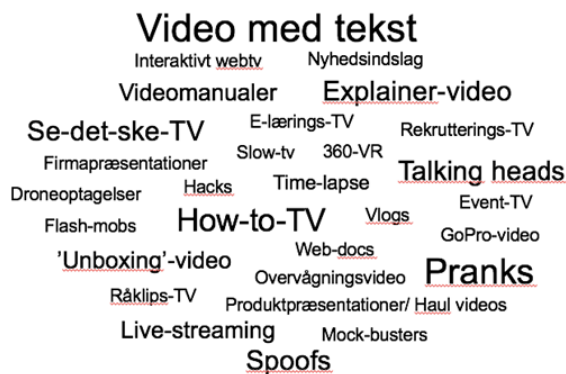 Video med tekst
Interaktivt webtv
Nyhedsindslag
Videomanualer
Explainer-video
Se-det-ske-TV
E-lærings-TV
Rekrutterings-TV
Firmapræsentationer
Slow-tv
360-VR
Talking heads
Droneoptagelser
Hacks
Time-lapse
Event-TV
Flash-mobs
How-to-TV
Vlogs
GoPro-video
'Unboxing'-video
Web-docs
Overvågningsvideo
Pranks
Råklips-TV
Produktpræsentationer/ Haul videos
Live-streaming
Mock-busters
Spoofs